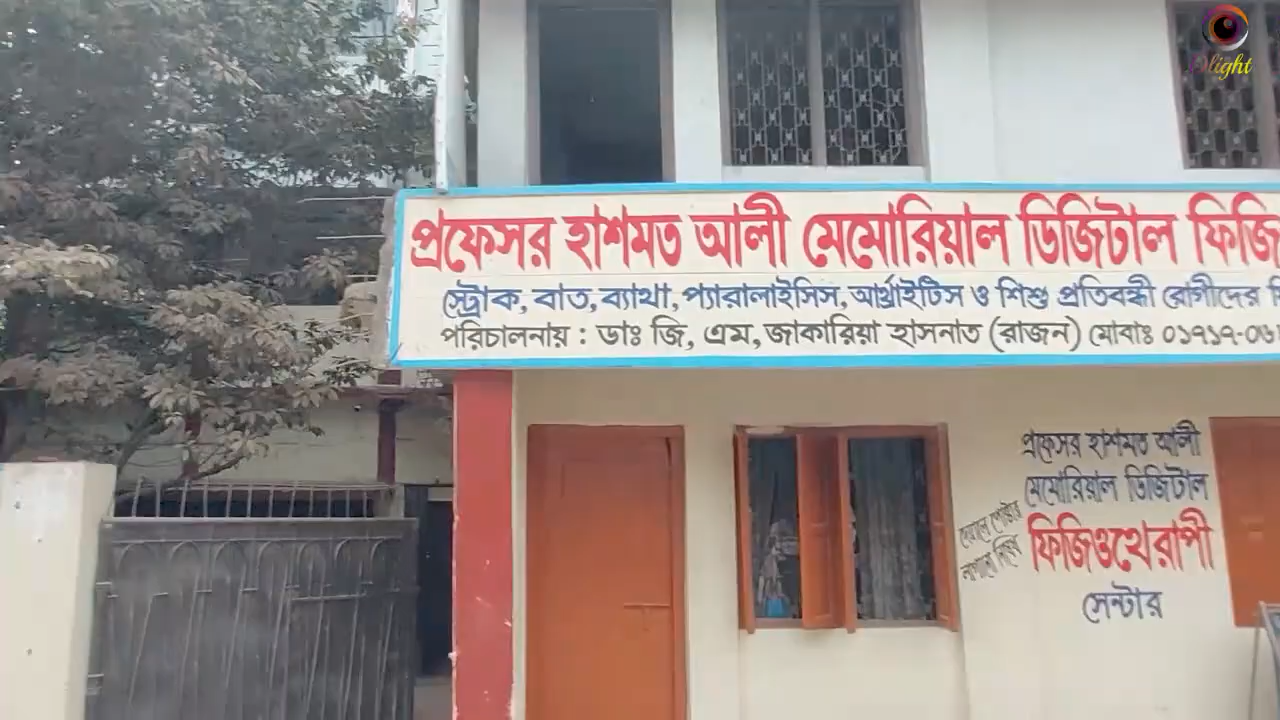 light
প্রফেসর হাশমত আলী মেমোরিয়াল ডিজিটাল ফিজি
স্ট্রোক, বাত, ব্যাথা, প্যারালাইসিস, আর্থ্রাইটিস ও শিশু প্রতিবন্ধী রোগীদের
পরিচালনায় : ডাঃ জি, এম, জাকারিয়া হাসনাত (রাজন) মোবাঃ ০১৭১৭-০৬
প্রফেসর হাশমত আলী
মেমোরিয়াল ডিজিটাল
ফিজিওথেরাপী
সেন্টার
দেয়ালে পোষ্টার
লাগানো নিষেধ